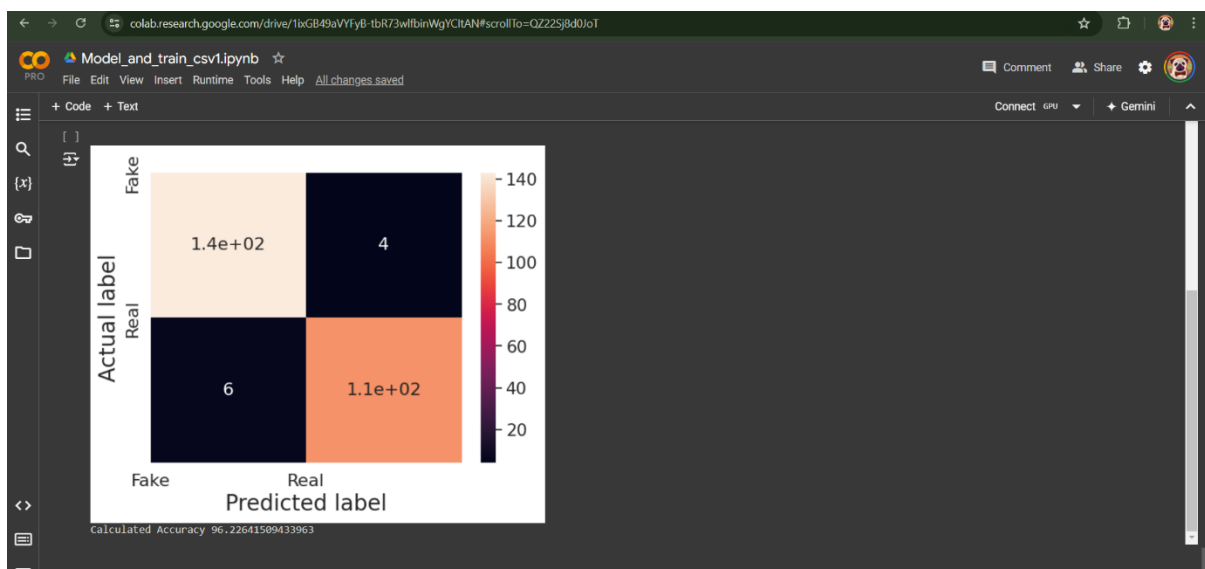 colab.research.google.com/drive/1ixGB49aVYFyB-tbR73wlfbinWgYCItAN#scrollTo=QZ22Sj8d0JoT
CO PRO
Model_and_train_csv1.ipynb
File Edit View Insert Runtime Tools Help All changes saved
Comment Share
+ Code + Text
Connect GPU Gemini
[ ]
{x}
Actual label
Fake
Real
1.4e+02 4
6 1.1e+02
140
120
100
80
60
40
20
Fake Real
Predicted label
Calculated Accuracy 96.22641509433963